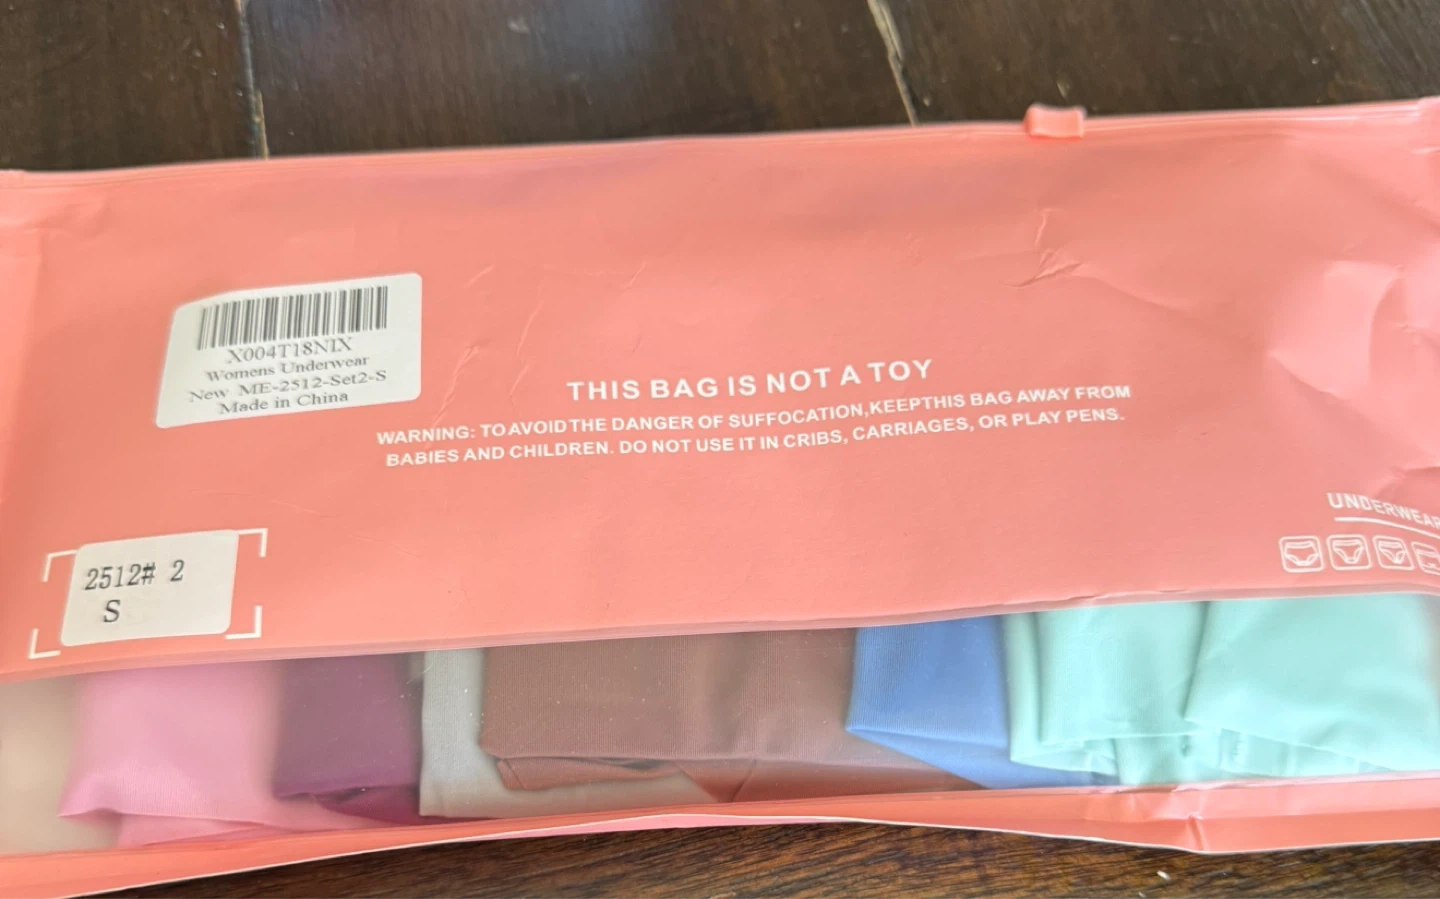 X004T18NIX
Womens Underwear
New ME-2512-Set2-S
Made in China
THIS BAG IS NOT A TOY
WARNING: TO AVOID THE DANGER OF SUFFOCATION,KEEPTHIS BAG AWAY FROM
BABIES AND CHILDREN. DO NOT USE IT IN CRIBS, CARRIAGES, OR PLAY PENS.
UNDERWEAR
2512# 2
S